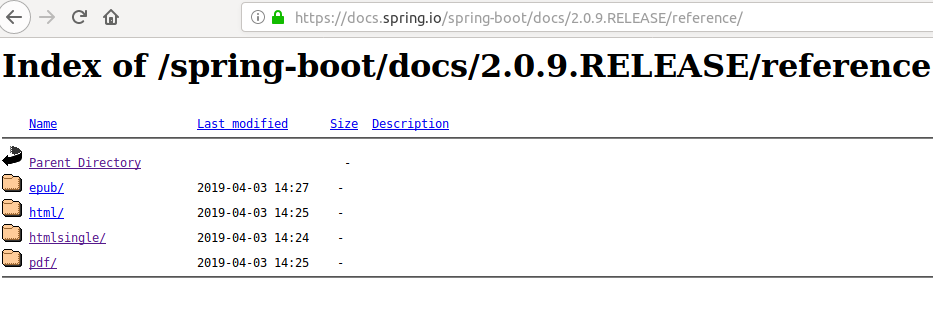 https://docs.spring.io/spring-boot/docs/2.0.9.RELEASE/reference/
Index of /spring-boot/docs/2.0.9.RELEASE/reference
Name Last modified Size Description
Parent Directory -
epub/ 2019-04-03 14:27 -
html/ 2019-04-03 14:25 -
htmlsingle/ 2019-04-03 14:24 -
pdf/ 2019-04-03 14:25 -